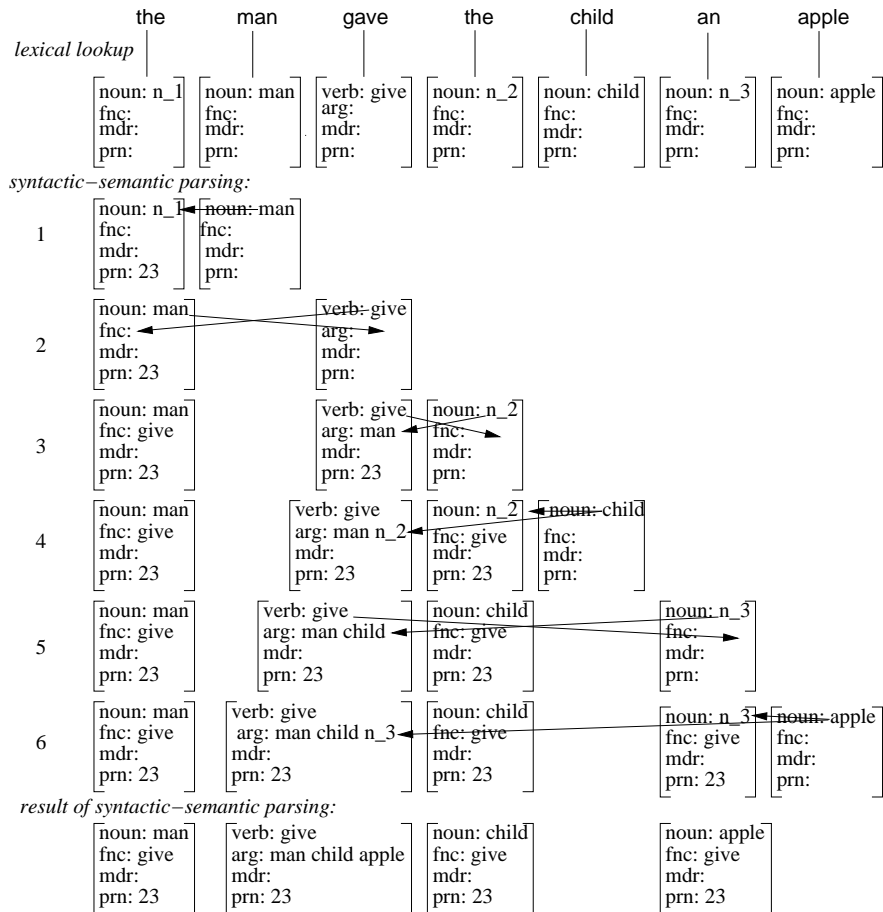 the man gave the child an apple
lexical lookup
noun: n_1 noun: man verb: give noun: n_2 noun: child noun: n_3 noun: apple
fnc: fnc: arg: fnc: fnc: fnc: fnc:
mdr: mdr: mdr: mdr: mdr: mdr: mdr:
prn: prn: prn: prn: prn: prn: prn:
syntactic−semantic parsing:
noun: n_1 noun: man
1 fnc: fnc:
mdr: mdr:
prn: 23 prn:
noun: man verb: give
fnc: arg:
2 mdr: mdr:
prn: 23 prn:
noun: man verb: give noun: n_2
fnc: give arg: man fnc:
3 mdr: mdr: mdr:
prn: 23 prn: 23 prn:
noun: man verb: give noun: n_2 noun: child
fnc: give arg: man n_2 fnc: give fnc:
4 mdr: mdr: mdr: mdr:
prn: 23 prn: 23 prn: 23 prn:
noun: man verb: give noun: child noun: n_3
fnc: give arg: man child fnc: give fnc:
5 mdr: mdr: mdr: mdr:
prn: 23 prn: 23 prn: 23 prn:
noun: man verb: give noun: child noun: n_3 noun: apple
fnc: give arg: man child n_3 fnc: give fnc: give fnc:
6 mdr: mdr: mdr: mdr: mdr:
prn: 23 prn: 23 prn: 23 prn: 23 prn:
result of syntactic−semantic parsing:
noun: man verb: give noun: child noun: apple
fnc: give arg: man child apple fnc: give fnc: give
mdr: mdr: mdr: mdr:
prn: 23 prn: 23 prn: 23 prn: 23